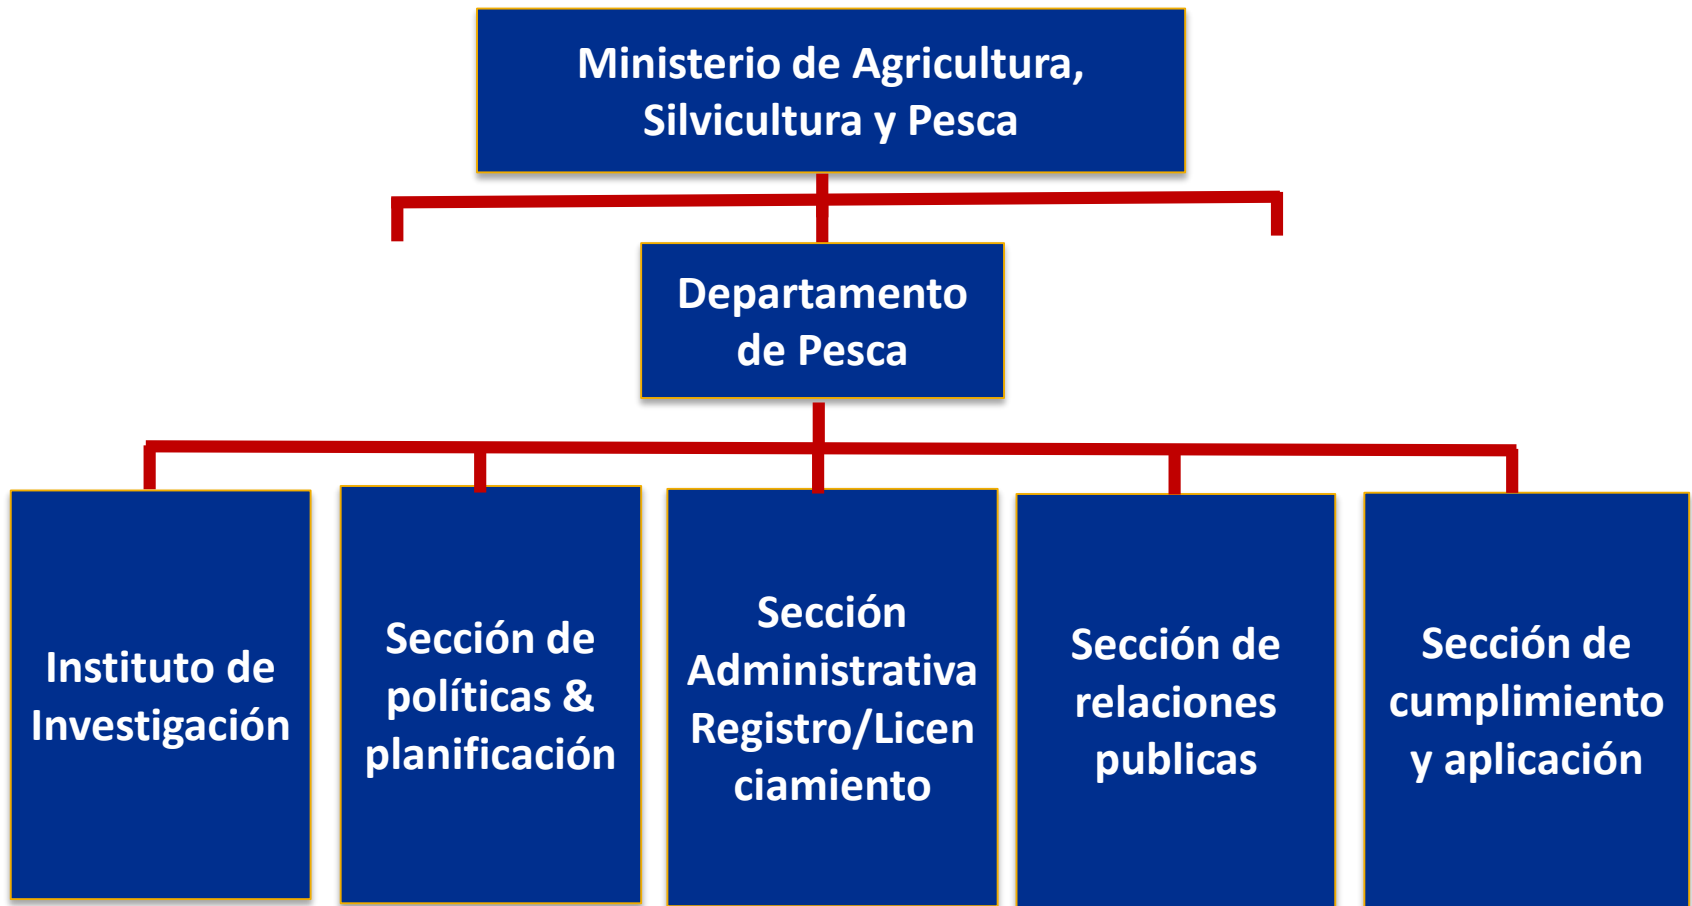 Ministerio de Agricultura,
Silvicultura y Pesca
Departamento
de Pesca
Instituto de
Investigación
Sección de
políticas &
planificación
Sección
Administrativa
Registro/Licen
ciamiento
Sección de
relaciones
publicas
Sección de
cumplimiento
y aplicación